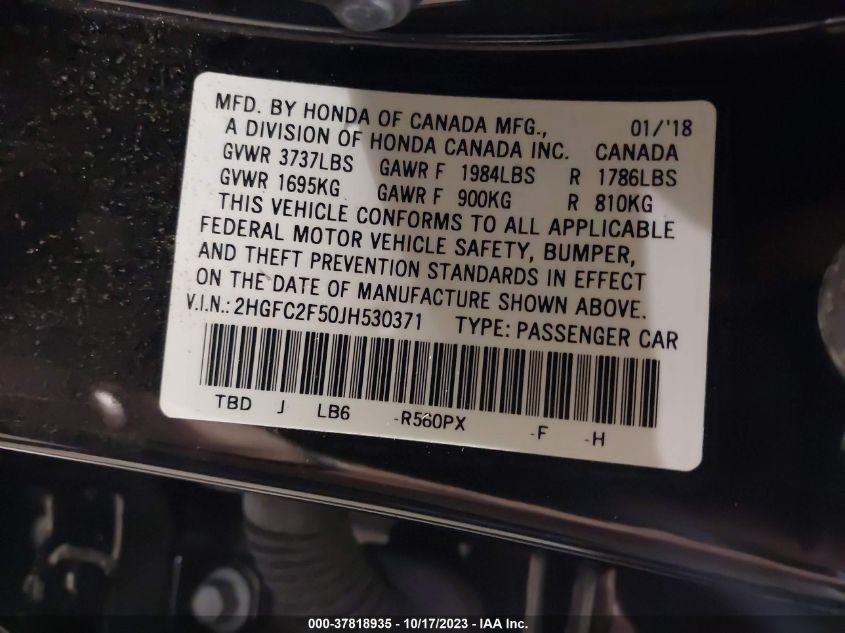 MFD. BY HONDA OF CANADA MFG., 01/'18
A DIVISION OF HONDA CANADA INC. CANADA
GVWR 3737LBS GAWR F 1984LBS R 1786LBS
GVWR 1695KG GAWR F 900KG R 810KG
THIS VEHICLE CONFORMS TO ALL APPLICABLE
FEDERAL MOTOR VEHICLE SAFETY, BUMPER,
AND THEFT PREVENTION STANDARDS IN EFFECT
ON THE DATE OF MANUFACTURE SHOWN ABOVE.
V.I.N.: 2HGFC2F50JH530371 TYPE: PASSENGER CAR
TBD J LB6 -R560PX -F -H
000-37818935 - 10/17/2023 - IAA Inc.